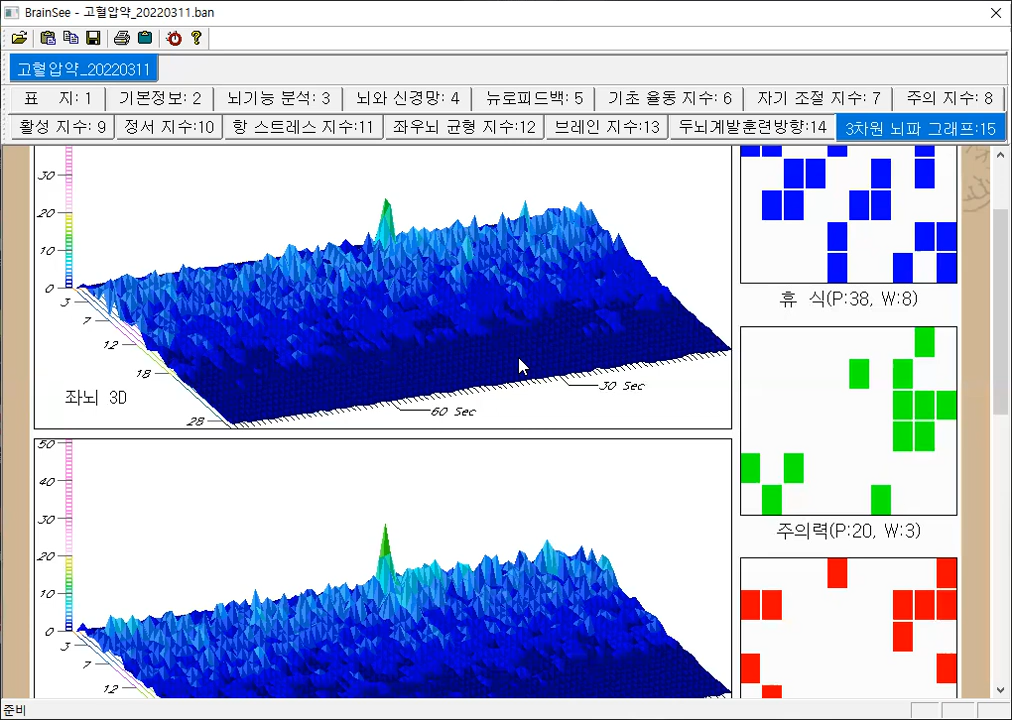 BrainSee - 고혈압약_20220311.ban
고혈압약_20220311
표 지: 1 기본정보: 2 뇌기능 분석: 3 뇌와 신경망: 4 뉴로피드백: 5 기초 율동 지수: 6 자기 조절 지수: 7 주의 지수: 8
활성 지수: 9 정서 지수:10 항 스트레스 지수:11 좌우뇌 균형 지수:12 브레인 지수:13 두뇌계발훈련방향:14 3차원 뇌파 그래프:15
30
20
10
0
3
7
12
18
28
30 Sec
60 Sec
좌뇌 3D
휴 식(P:38, W:8)
50
40
30
20
10
0
3
7
12
주의력(P:20, W:3)
준비